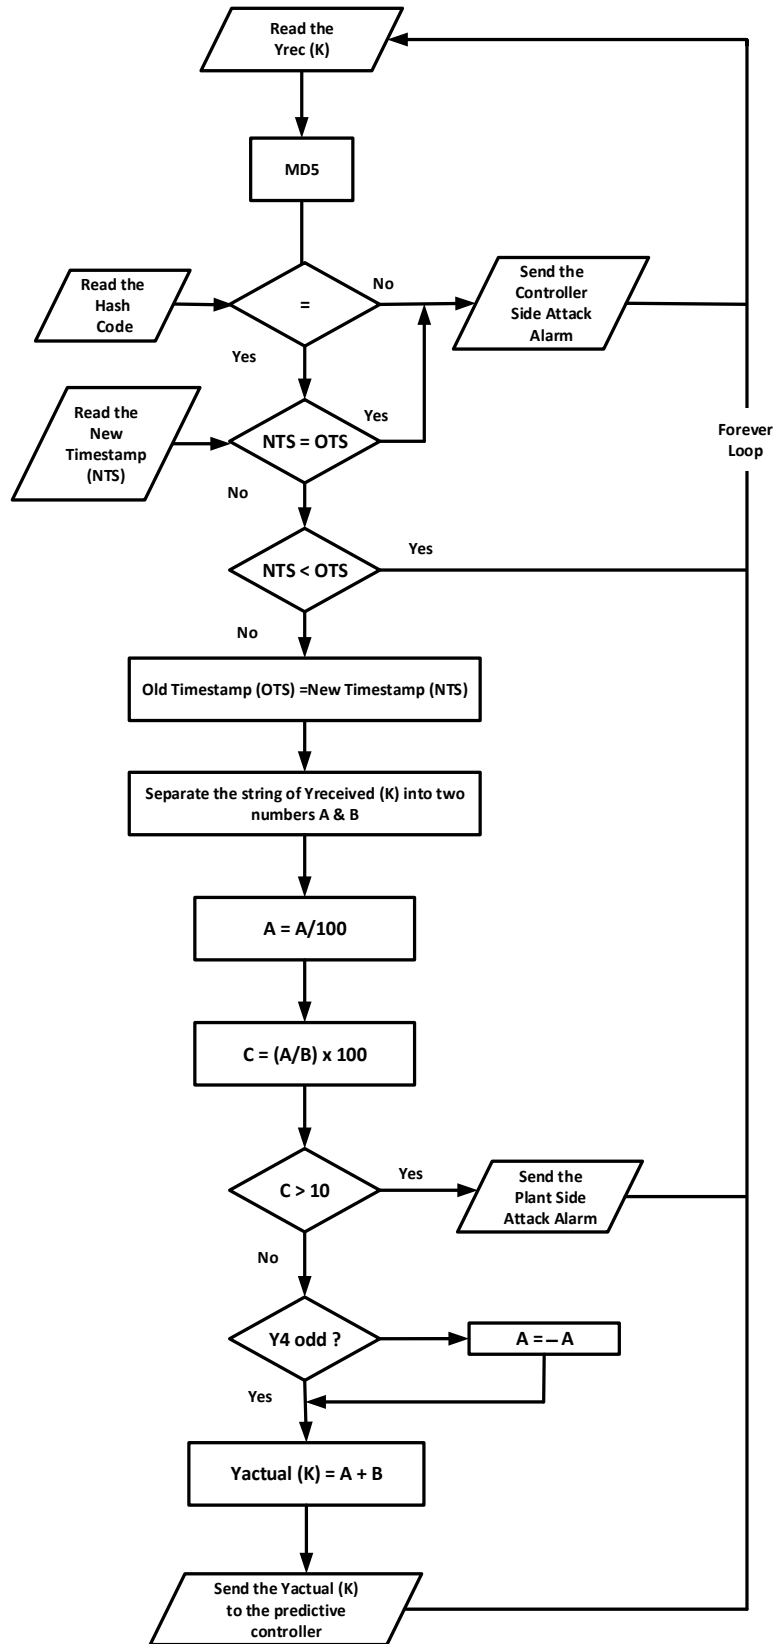 Read the
Yrec (K)
MD5
Read the
Hash
Code
=
No
Send the
Controller
Side Attack
Alarm
Yes
Read the
New
Timestamp
(NTS)
NTS = OTS
Yes
Forever
Loop
No
NTS < OTS
Yes
No
Old Timestamp (OTS) =New Timestamp (NTS)
Separate the string of Yreceived (K) into two
numbers A & B
A = A/100
C = (A/B) x 100
C > 10
Yes
Send the
Plant Side
Attack Alarm
No
Y4 odd ?
A = – A
Yes
Yactual (K) = A + B
Send the Yactual (K)
to the predictive
controller